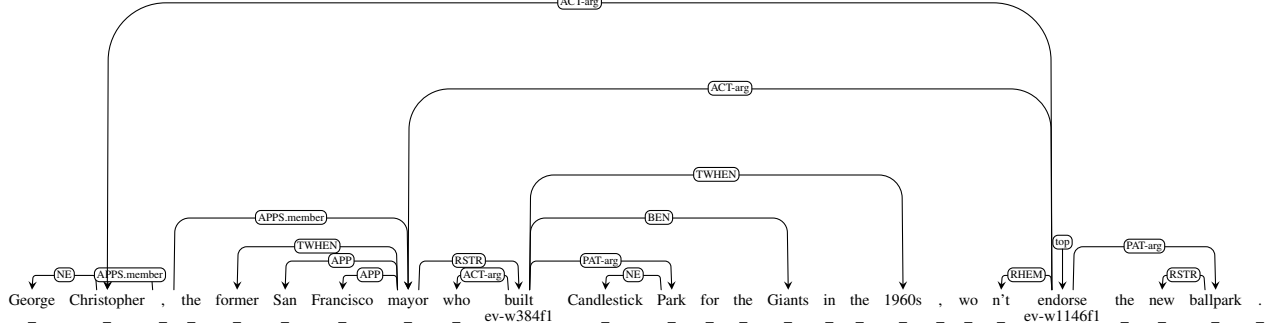 ACT-arg
ACT-arg
TWHEN
APPS.member BEN
TWHEN top
APP RSTR PAT-arg PAT-arg
NE APPS.member APP ACT-arg NE RHEM RSTR
George Christopher , the former San Francisco mayor who built Candlestick Park for the Giants in the 1960s , wo n't endorse the new ballpark .
ev-w384f1 ev-w1146f1
_ _ _ _ _ _ _ _ _ _ _ _ _ _ _ _ _ _ _ _ _ _ _ _ _